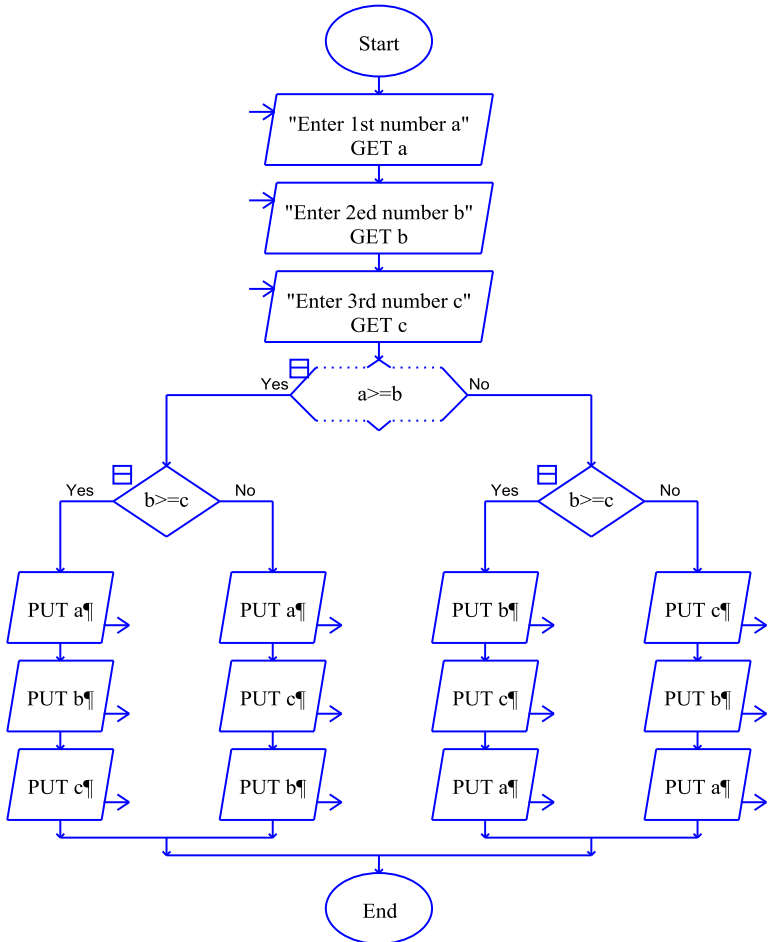 Start
"Enter 1st number a"
GET a
"Enter 2ed number b"
GET b
"Enter 3rd number c"
GET c
Yes
a>=b
No
Yes
b>=c
No
Yes
b>=c
No
PUT a¶
PUT a¶
PUT b¶
PUT c¶
PUT b¶
PUT c¶
PUT c¶
PUT b¶
PUT c¶
PUT b¶
PUT a¶
PUT a¶
End